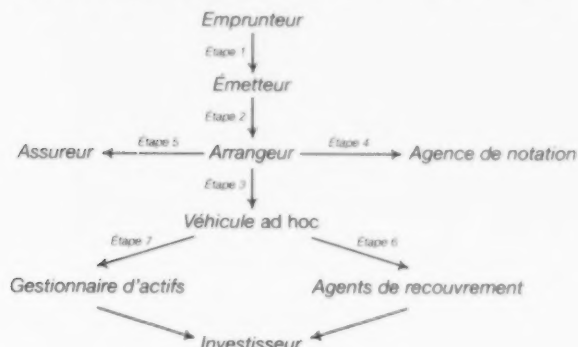 Emprunteur
Étape 1
Émetteur
Étape 2
Assureur Étape 5 Arrangeur Étape 4 Agence de notation
Étape 3
Véhicule ad hoc
Étape 7 Étape 6
Gestionnaire d'actifs Agents de recouvrement
Investisseur